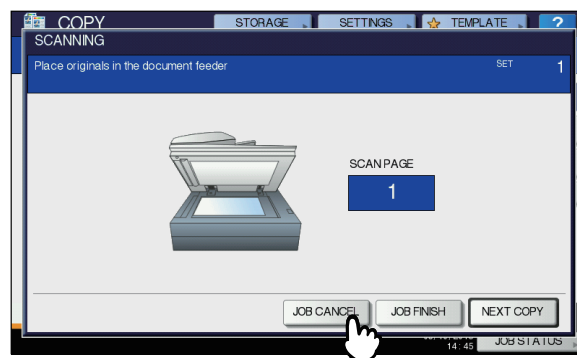 COPY
STORAGE
SETTINGS
TEMPLATE
?
SCANNING
Place originals in the document feeder
SET
1
SCAN PAGE
1
JOB CANCEL
JOB FINISH
NEXT COPY
14:45
JOB STATUS